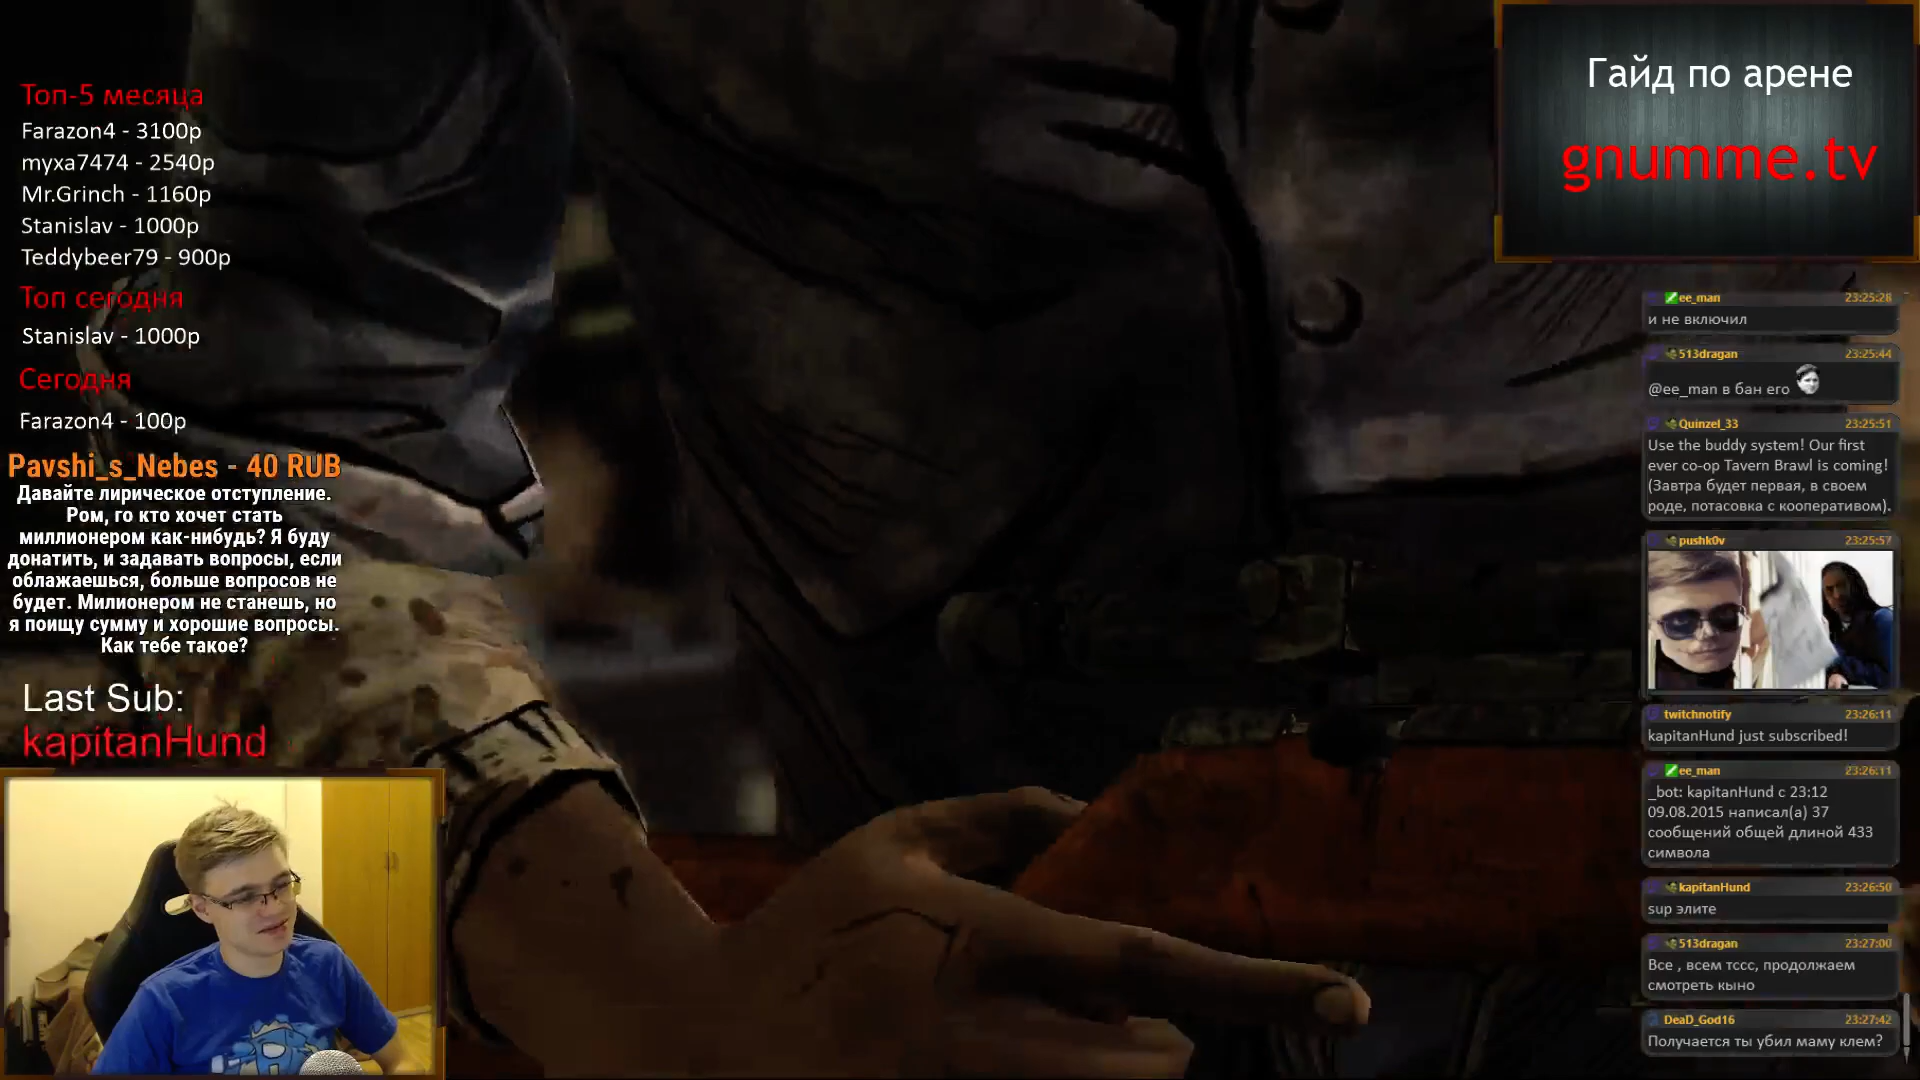 Топ-5 месяца
Farazon4 - 3100р
myxa7474 - 2540р
Mr.Grinch - 1160р
Stanislav - 1000р
Teddybeer79 - 900р
Топ сегодня
Stanislav - 1000р
Сегодня
Farazon4 - 100р
Pavshi_s_Nebes - 40 RUB
Давайте лирическое отступление.
Ром, го кто хочет стать
миллионером как-нибудь? Я буду
донатить, и задавать вопросы, если
облажаешься, больше вопросов не
будет. Милионером не станешь, но
я поищу сумму и хорошие вопросы.
Как тебе такое?
Last Sub:
kapitanHund
Гайд по арене
gnumme.tv
ee_man 23:25:28
и не включил
513dragan 23:25:44
@ee_man в бан его
Quinzel_33 23:25:51
Use the buddy system! Our first
ever co-op Tavern Brawl is coming!
(Завтра будет первая, в своем
роде, потасовка с кооперативом).
pushk0v 23:25:57
twitchnotify 23:26:11
kapitanHund just subscribed!
ee_man 23:26:11
_bot: kapitanHund с 23:12
09.08.2015 написал(а) 37
сообщений общей длиной 433
символа
kapitanHund 23:26:50
sup элите
513dragan 23:27:00
Все , всем тссс, продолжаем
смотреть кыно
DeaD_God16 23:27:42
Получается ты убил маму клем?